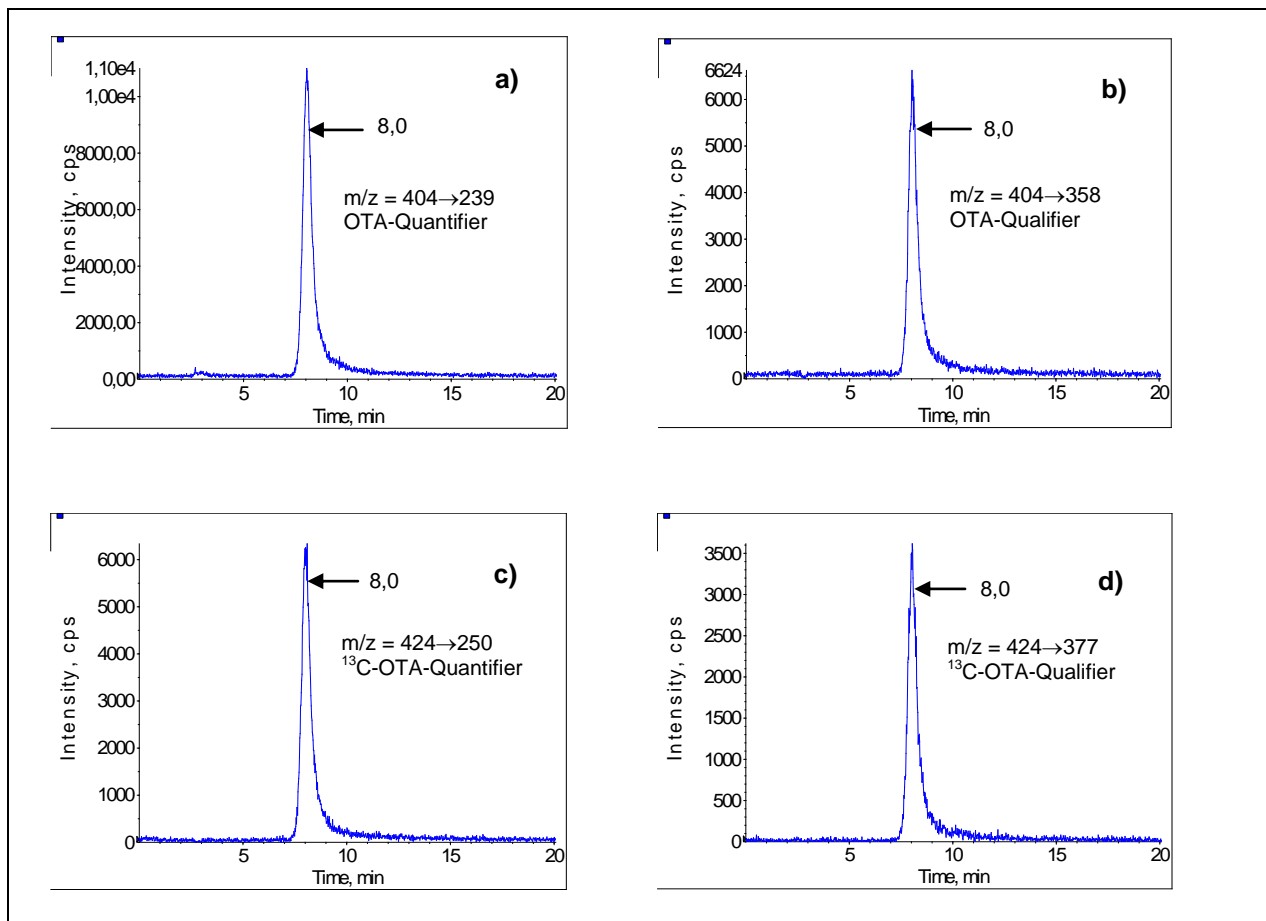 a)
Intensity, cps
1,10e4
1,00e4
8000,00
6000,00
4000,00
2000,00
0,00
8,0
m/z = 404→239
OTA-Quantifier
5 10 15 20
Time, min
b)
Intensity, cps
6624
6000
5000
4000
3000
2000
1000
0
8,0
m/z = 404→358
OTA-Qualifier
5 10 15 20
Time, min
c)
Intensity, cps
6000
5000
4000
3000
2000
1000
0
8,0
m/z = 424→250
¹³C-OTA-Quantifier
5 10 15 20
Time, min
d)
Intensity, cps
3500
3000
2500
2000
1500
1000
500
0
8,0
m/z = 424→377
¹³C-OTA-Qualifier
5 10 15 20
Time, min